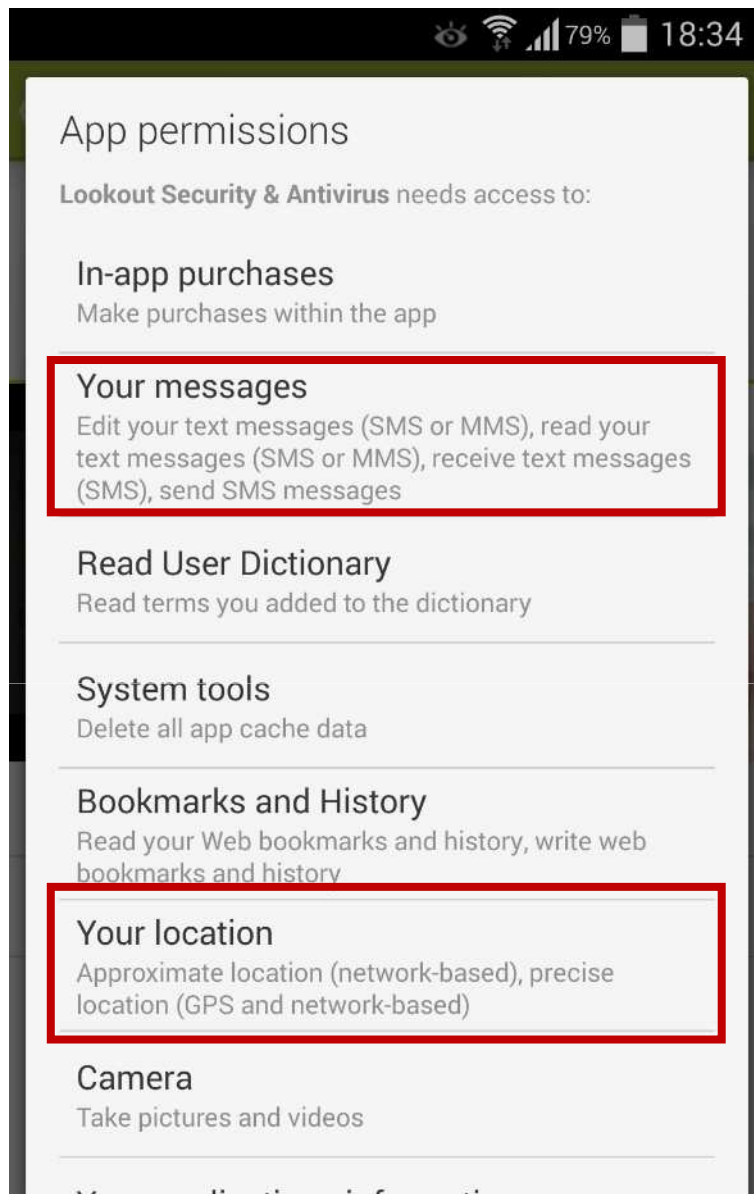 79% 18:34
App permissions
Lookout Security & Antivirus needs access to:
In-app purchases
Make purchases within the app
Your messages
Edit your text messages (SMS or MMS), read your
text messages (SMS or MMS), receive text messages
(SMS), send SMS messages
Read User Dictionary
Read terms you added to the dictionary
System tools
Delete all app cache data
Bookmarks and History
Read your Web bookmarks and history, write web
bookmarks and history
Your location
Approximate location (network-based), precise
location (GPS and network-based)
Camera
Take pictures and videos